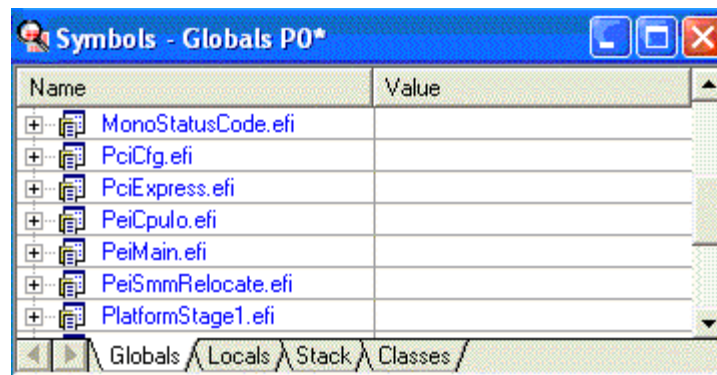 Symbols - Globals P0*
Name Value
MonoStatusCode.efi
PciCfg.efi
PciExpress.efi
PeiCpuIo.efi
PeiMain.efi
PeiSmmRelocate.efi
PlatformStage1.efi
Globals Locals Stack Classes